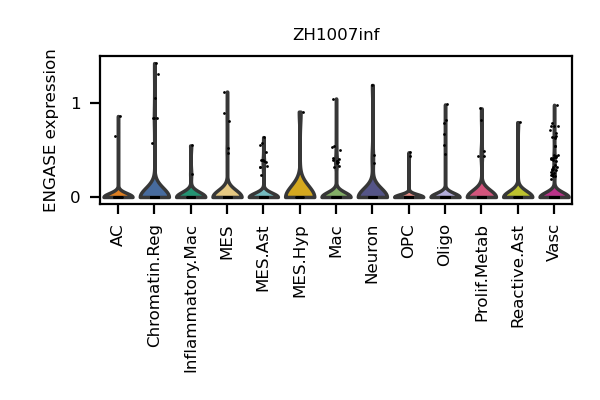 ZH1007inf
ENGASE expression
1
0
AC
Chromatin.Reg
Inflammatory.Mac
MES
MES.Ast
MES.Hyp
Mac
Neuron
OPC
Oligo
Prolif.Metab
Reactive.Ast
Vasc